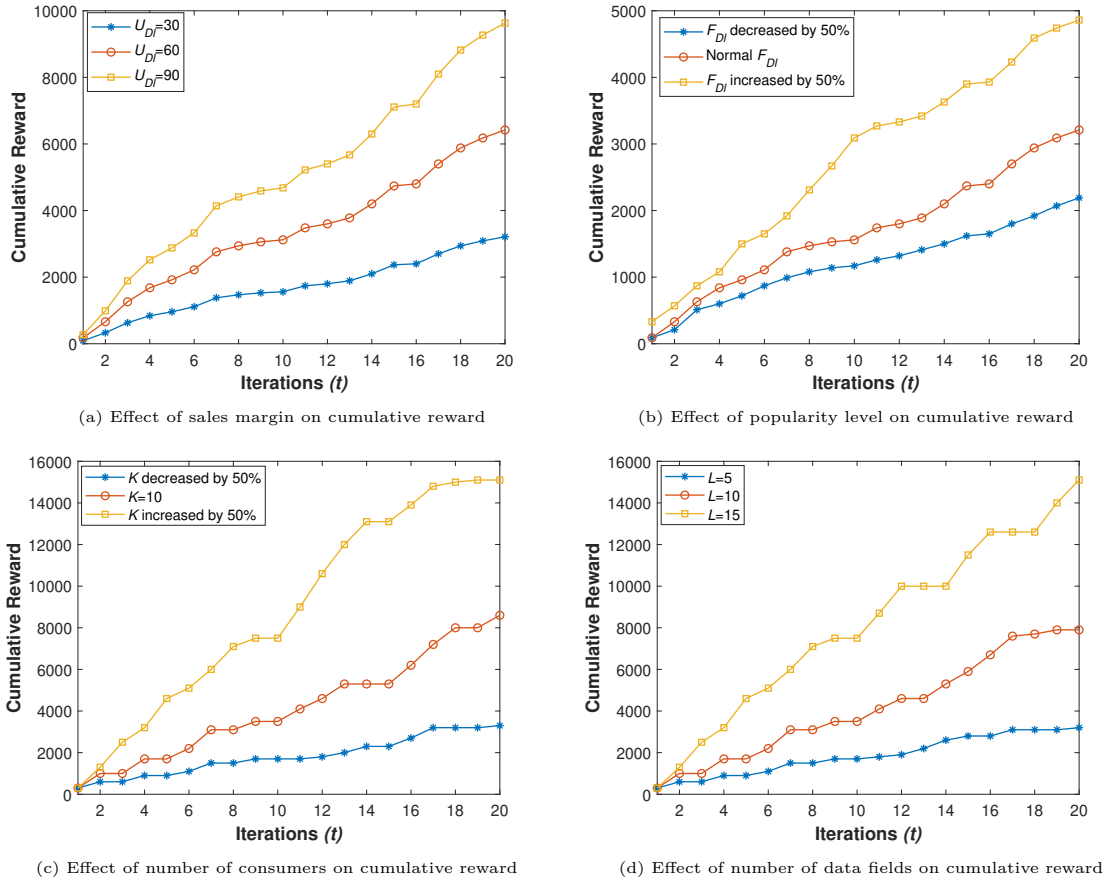 U_DI=30
U_DI=60
U_DI=90
10000
8000
6000
4000
2000
0
Cumulative Reward
2 4 6 8 10 12 14 16 18 20
Iterations (t)
(a) Effect of sales margin on cumulative reward
F_DI decreased by 50%
Normal F_DI
F_DI increased by 50%
5000
4000
3000
2000
1000
0
Cumulative Reward
2 4 6 8 10 12 14 16 18 20
Iterations (t)
(b) Effect of popularity level on cumulative reward
K decreased by 50%
K=10
K increased by 50%
16000
14000
12000
10000
8000
6000
4000
2000
0
Cumulative Reward
2 4 6 8 10 12 14 16 18 20
Iterations (t)
(c) Effect of number of consumers on cumulative reward
L=5
L=10
L=15
16000
14000
12000
10000
8000
6000
4000
2000
0
Cumulative Reward
2 4 6 8 10 12 14 16 18 20
Iterations (t)
(d) Effect of number of data fields on cumulative reward